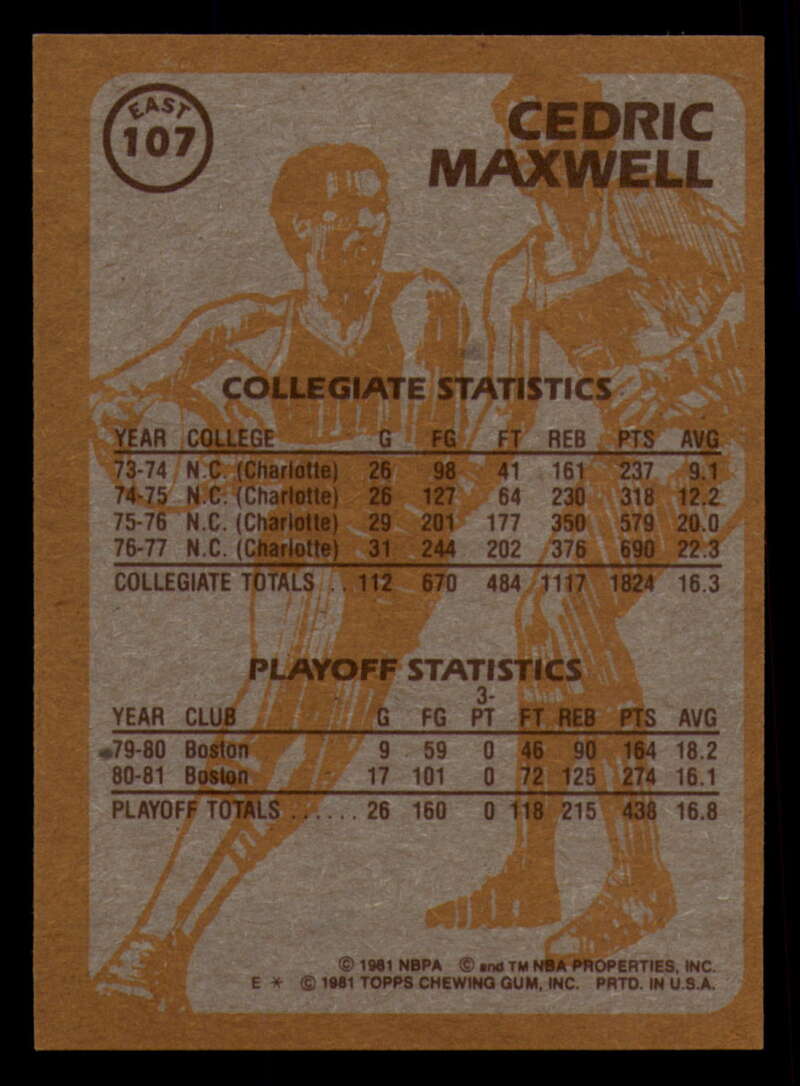 EAST
107
CEDRIC
MAXWELL
COLLEGIATE STATISTICS
YEAR COLLEGE G FG FT REB PTS AVG
73-74 N.C. (Charlotte) 26 98 41 161 237 9.1
74-75 N.C. (Charlotte) 26 127 64 230 318 12.2
75-76 N.C. (Charlotte) 29 201 177 350 579 20.0
76-77 N.C. (Charlotte) 31 244 202 376 690 22.3
COLLEGIATE TOTALS .. 112 670 484 1117 1824 16.3
PLAYOFF STATISTICS
3-
YEAR CLUB G FG PT FT REB PTS AVG
79-80 Boston 9 59 0 46 90 164 18.2
80-81 Boston 17 101 0 72 125 274 16.1
PLAYOFF TOTALS ...... 26 160 0 118 215 438 16.8
© 1981 NBPA © and TM NBA PROPERTIES, INC.
E * © 1981 TOPPS CHEWING GUM, INC. PRTD. IN U.S.A.